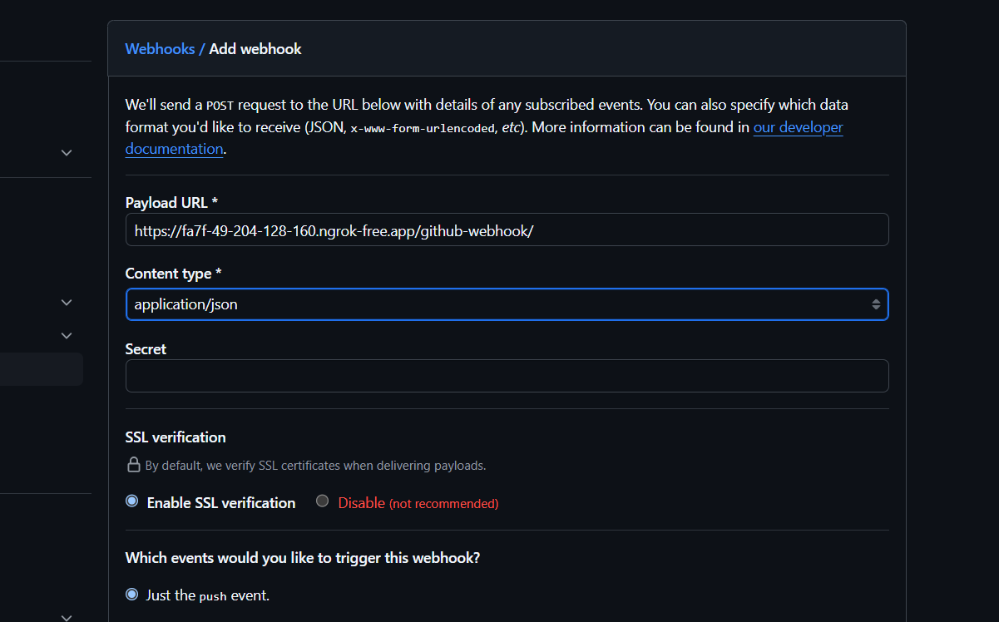 Webhooks / Add webhook
We'll send a POST request to the URL below with details of any subscribed events. You can also specify which data
format you'd like to receive (JSON, x-www-form-urlencoded, etc). More information can be found in our developer
documentation.
Payload URL *
https://fa7f-49-204-128-160.ngrok-free.app/github-webhook/
Content type *
application/json
Secret
SSL verification
By default, we verify SSL certificates when delivering payloads.
Enable SSL verification Disable (not recommended)
Which events would you like to trigger this webhook?
Just the push event.